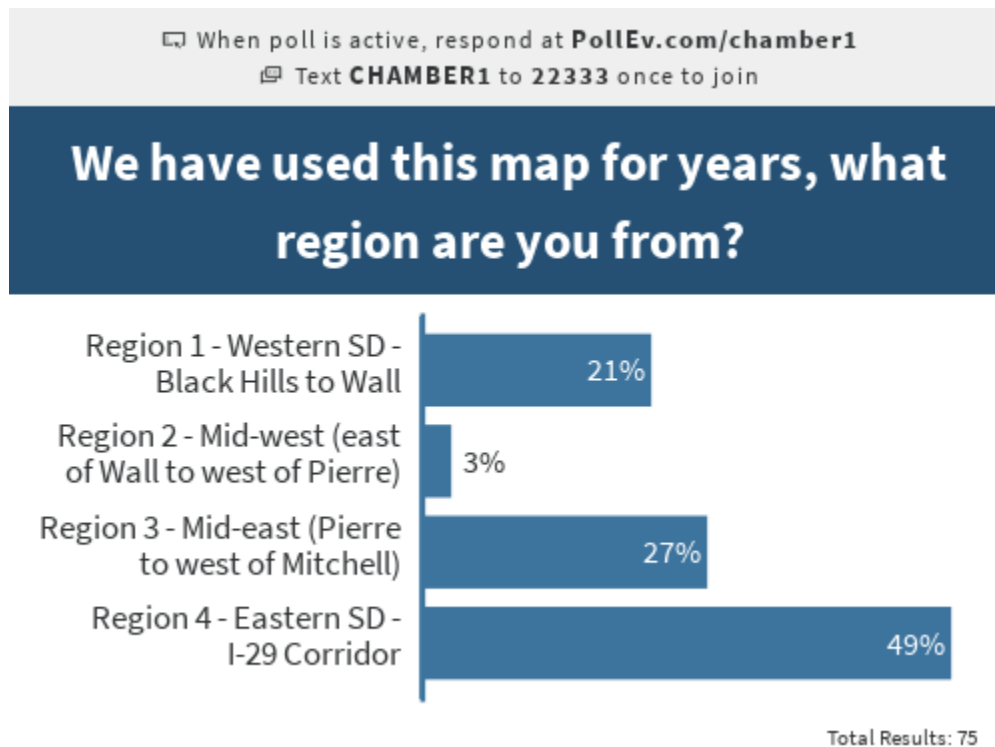 When poll is active, respond at PollEv.com/chamber1
Text CHAMBER1 to 22333 once to join
We have used this map for years, what
region are you from?
Region 1 - Western SD -
Black Hills to Wall
21%
Region 2 - Mid-west (east
of Wall to west of Pierre)
3%
Region 3 - Mid-east (Pierre
to west of Mitchell)
27%
Region 4 - Eastern SD -
I-29 Corridor
49%
Total Results: 75